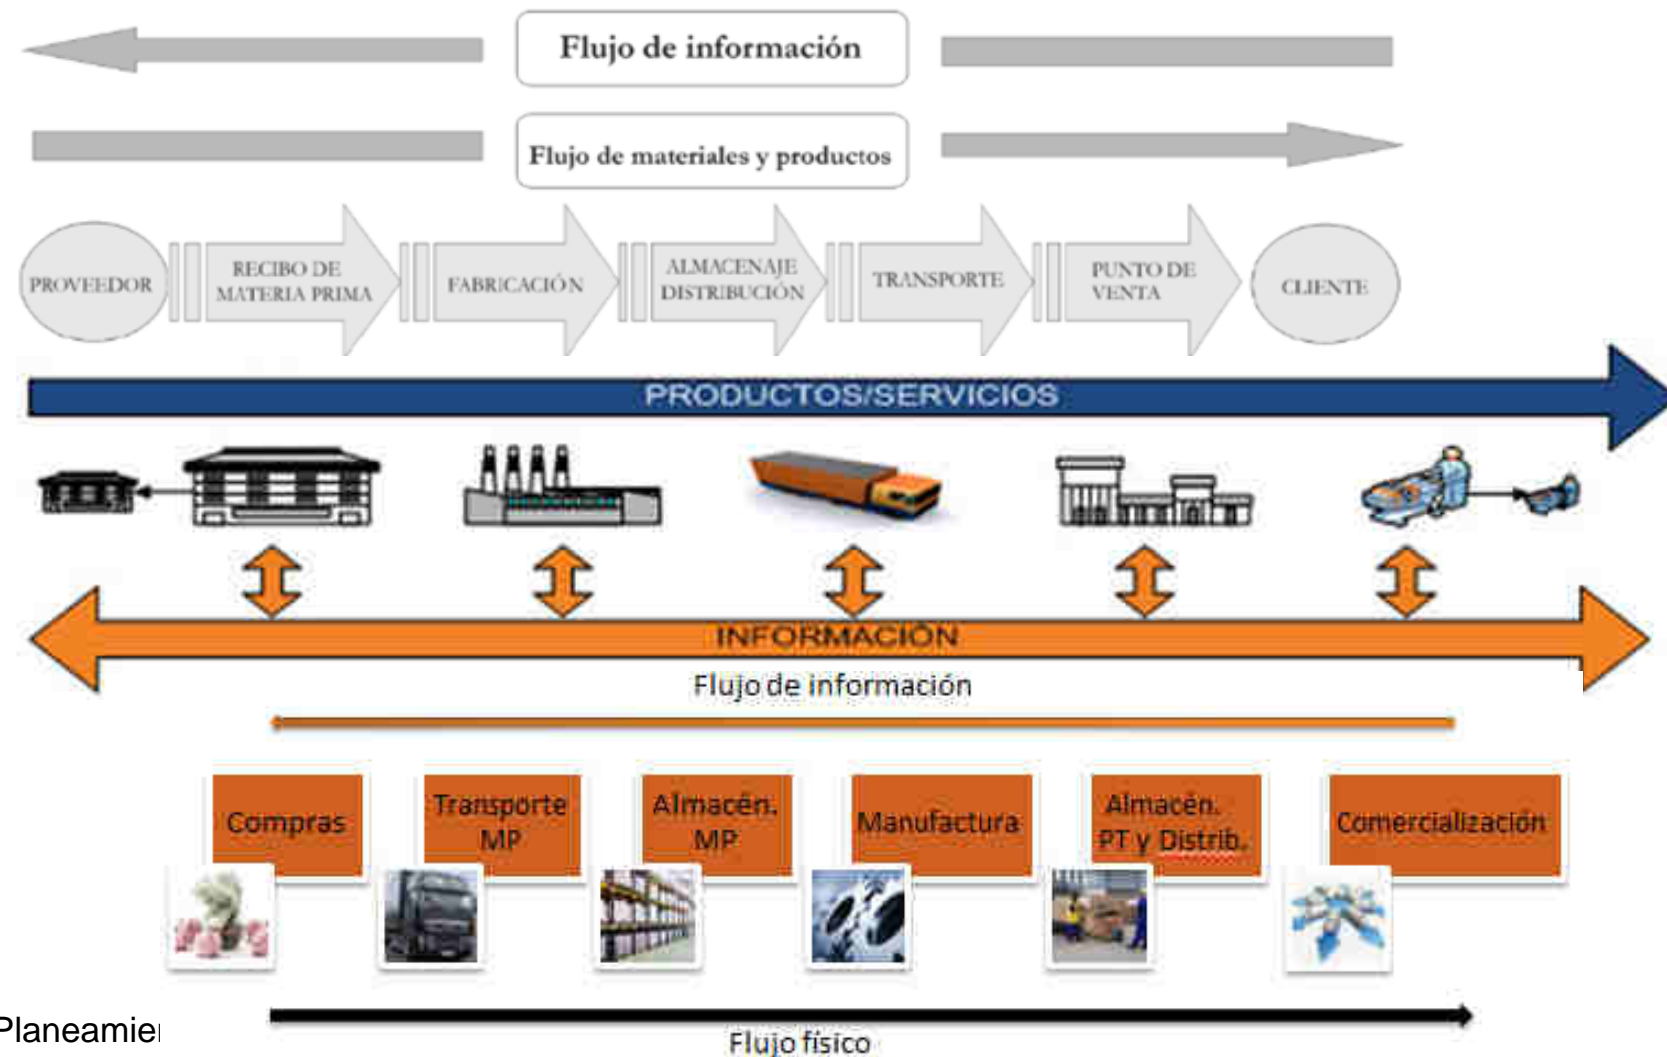 Flujo de información
Flujo de materiales y productos
PROVEEDOR
RECIBO DE
MATERIA PRIMA
FABRICACIÓN
ALMACENAJE
DISTRIBUCIÓN
TRANSPORTE
PUNTO DE
VENTA
CLIENTE
PRODUCTOS/SERVICIOS
INFORMACIÓN
Flujo de información
Compras
Transporte
MP
Almacén.
MP
Manufactura
Almacén.
PT y Distrib.
Comercialización
Flujo físico